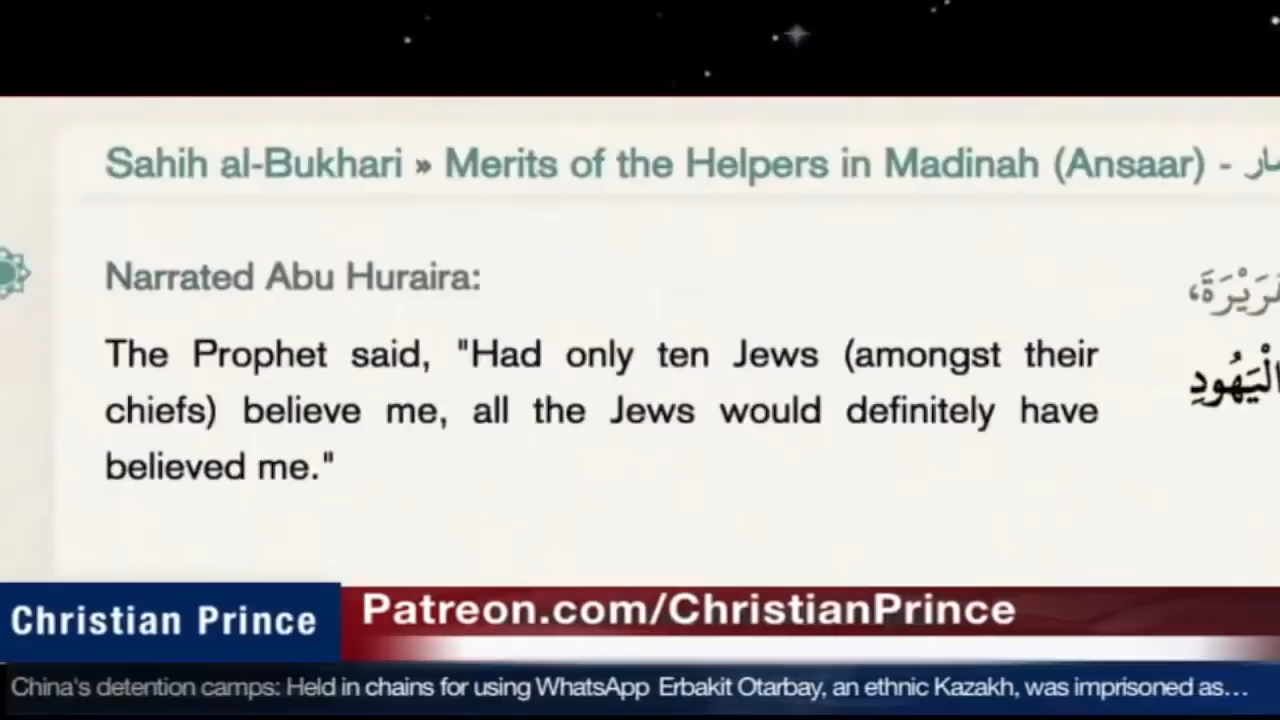 Sahih al-Bukhari » Merits of the Helpers in Madinah (Ansaar) -
Narrated Abu Huraira:
The Prophet said, "Had only ten Jews (amongst their
chiefs) believe me, all the Jews would definitely have
believed me."
الْيَهُودِ
Christian Prince
Patreon.com/ChristianPrince
China's detention camps: Held in chains for using WhatsApp Erbakit Otarbay, an ethnic Kazakh, was imprisoned as...